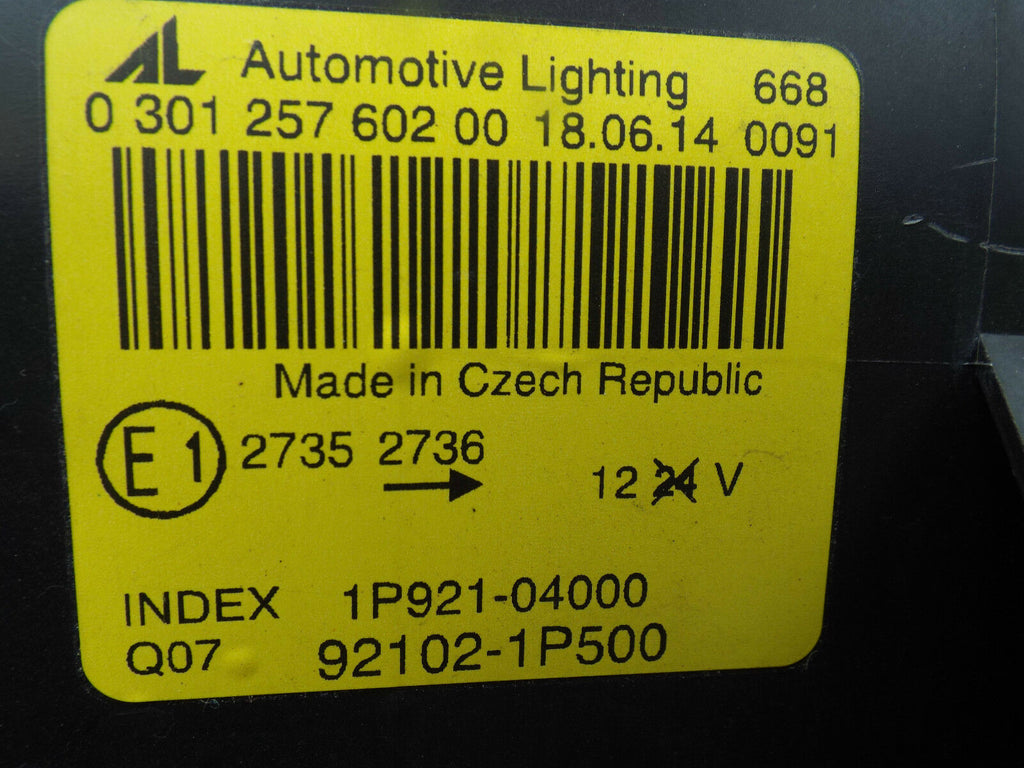 AL Automotive Lighting 668
0 301 257 602 00 18.06.14 0091
Made in Czech Republic
E1 2735 2736 12 24 V
INDEX 1P921-04000
Q07 92102-1P500